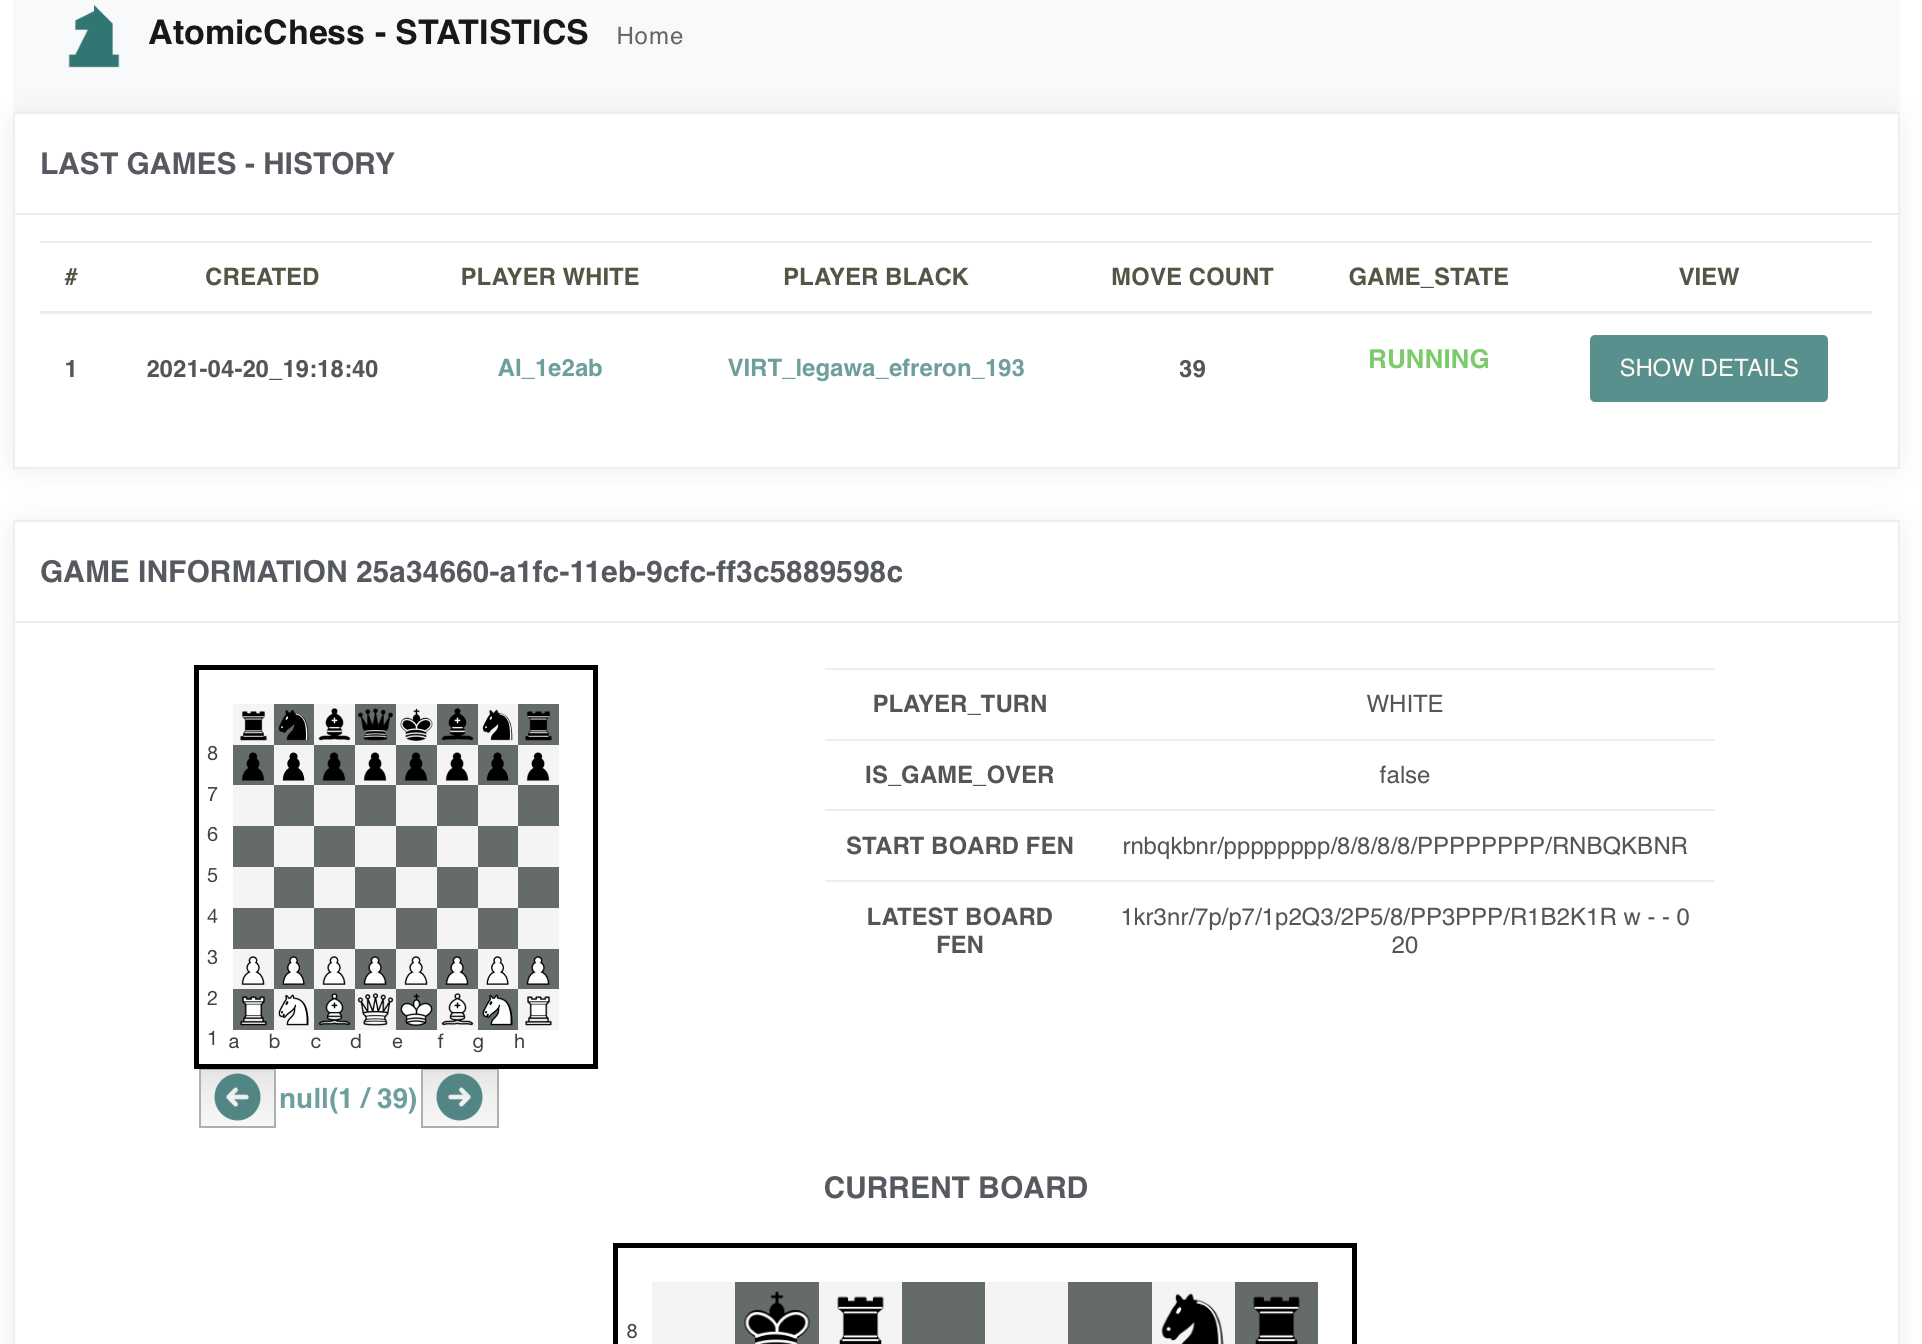 AtomicChess - STATISTICS Home
LAST GAMES - HISTORY
# CREATED PLAYER WHITE PLAYER BLACK MOVE COUNT GAME_STATE VIEW
1 2021-04-20_19:18:40 AI_1e2ab VIRT_legawa_efreron_193 39 RUNNING SHOW DETAILS
GAME INFORMATION 25a34660-a1fc-11eb-9cfc-ff3c5889598c
8
7
6
5
4
3
2
1 a b c d e f g h
null(1 / 39)
PLAYER_TURN WHITE
IS_GAME_OVER false
START BOARD FEN rnbqkbnr/pppppppp/8/8/8/8/PPPPPPPP/RNBQKBNR
LATEST BOARD 1kr3nr/7p/p7/1p2Q3/2P5/8/PP3PPP/R1B2K1R w - - 0
FEN 20
CURRENT BOARD
8